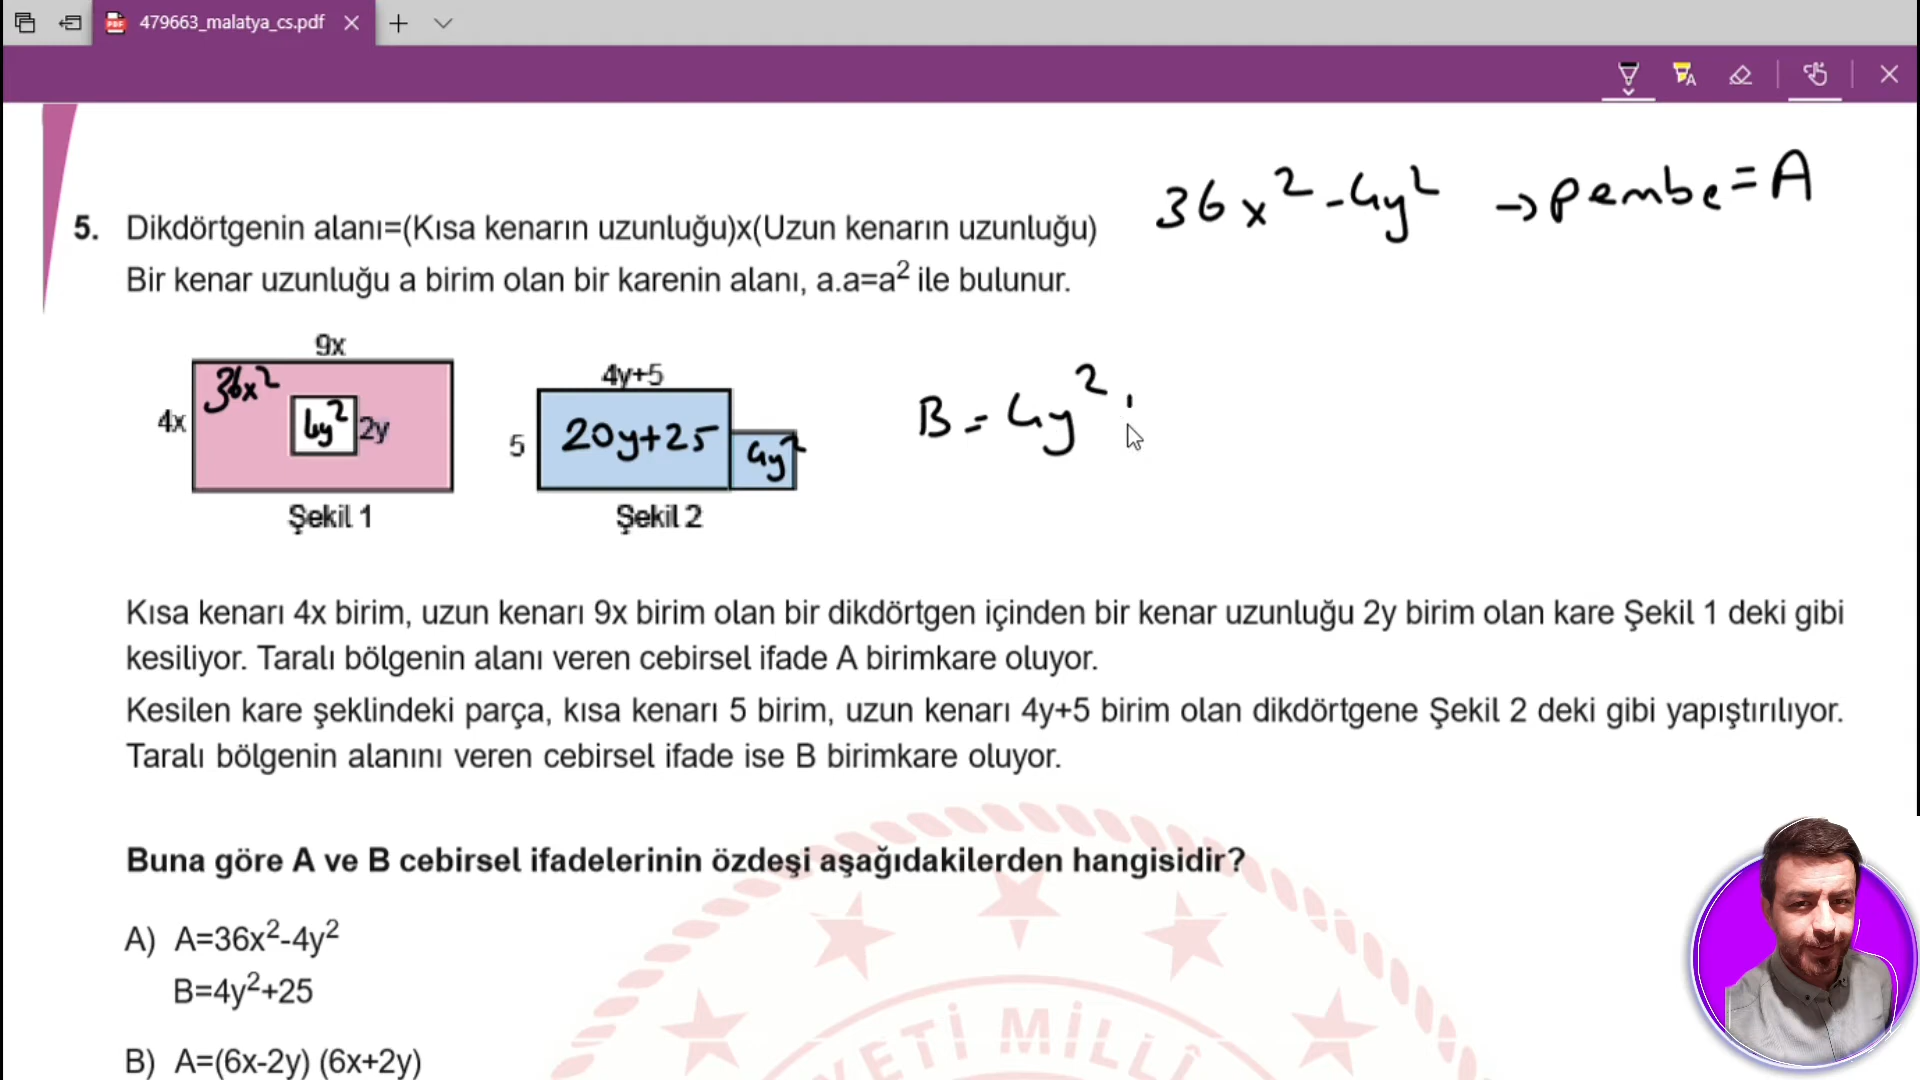 479663_malatya_cs.pdf
36x² - 4y² → pembe = A
5. Dikdörtgenin alanı=(Kısa kenarın uzunluğu)x(Uzun kenarın uzunluğu)
Bir kenar uzunluğu a birim olan bir karenin alanı, a.a=a² ile bulunur.
9x
36x²
4x
4y²
2y
Şekil 1
4y+5
5
20y+25
4y²
Şekil 2
B = 4y²
Kısa kenarı 4x birim, uzun kenarı 9x birim olan bir dikdörtgen içinden bir kenar uzunluğu 2y birim olan kare Şekil 1 deki gibi
kesiliyor. Taralı bölgenin alanı veren cebirsel ifade A birimkare oluyor.
Kesilen kare şeklindeki parça, kısa kenarı 5 birim, uzun kenarı 4y+5 birim olan dikdörtgene Şekil 2 deki gibi yapıştırılıyor.
Taralı bölgenin alanını veren cebirsel ifade ise B birimkare oluyor.
Buna göre A ve B cebirsel ifadelerinin özdeşi aşağıdakilerden hangisidir?
A) A=36x²-4y²
B=4y²+25
B) A=(6x-2y) (6x+2y)
YETİ MİLLÎ